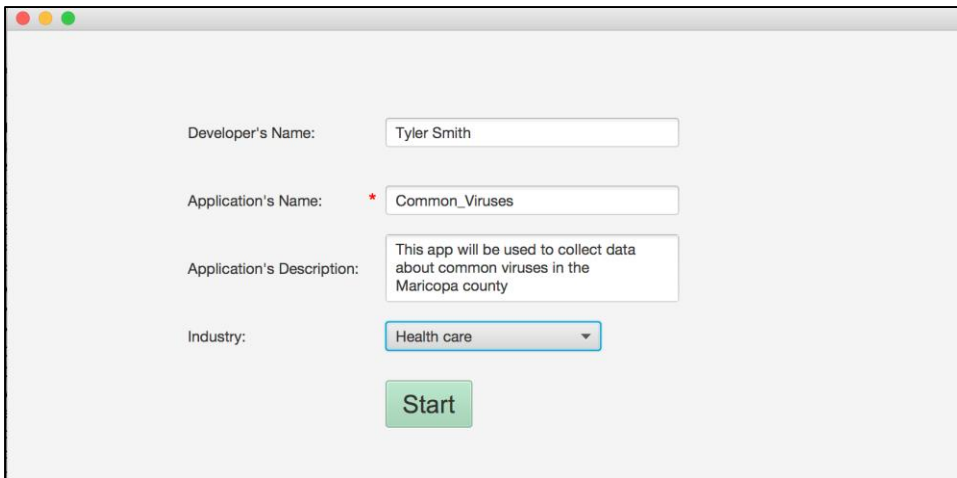 Developer's Name:
Tyler Smith
Application's Name:
*
Common_Viruses
Application's Description:
This app will be used to collect data
about common viruses in the
Maricopa county
Industry:
Health care
Start